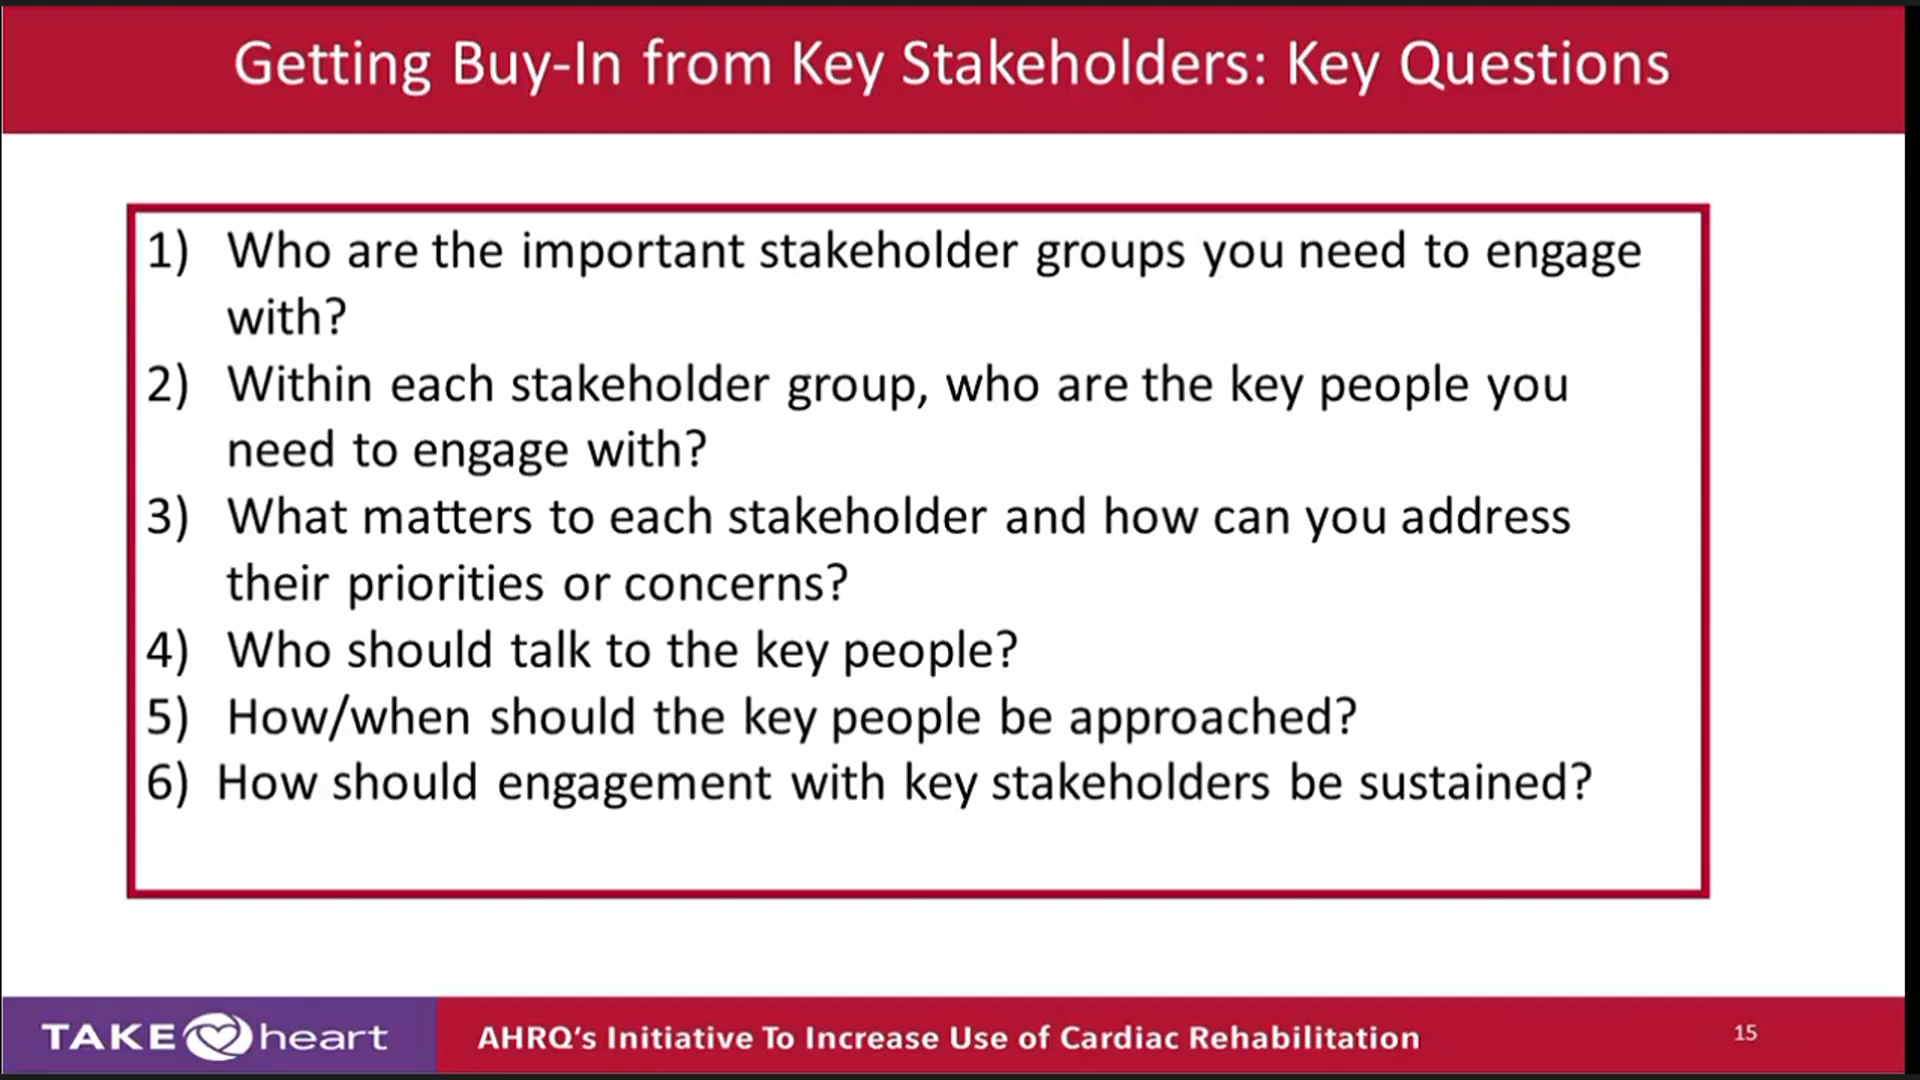 Getting Buy-In from Key Stakeholders: Key Questions
1) Who are the important stakeholder groups you need to engage
with?
2) Within each stakeholder group, who are the key people you
need to engage with?
3) What matters to each stakeholder and how can you address
their priorities or concerns?
4) Who should talk to the key people?
5) How/when should the key people be approached?
6) How should engagement with key stakeholders be sustained?
TAKE heart
AHRQ's Initiative To Increase Use of Cardiac Rehabilitation
15